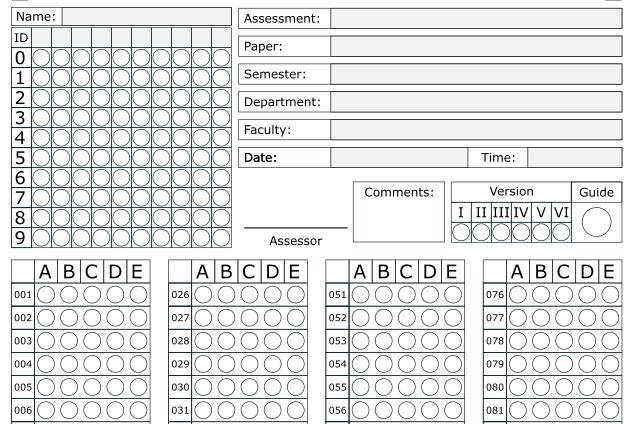 Name:
ID
0
1
2
3
4
5
6
7
8
9
Assessment:
Paper:
Semester:
Department:
Faculty:
Date: Time:
Assessor
Comments:
Version
I II III IV V VI
Guide
A B C D E
001
002
003
004
005
006
A B C D E
026
027
028
029
030
031
A B C D E
051
052
053
054
055
056
A B C D E
076
077
078
079
080
081